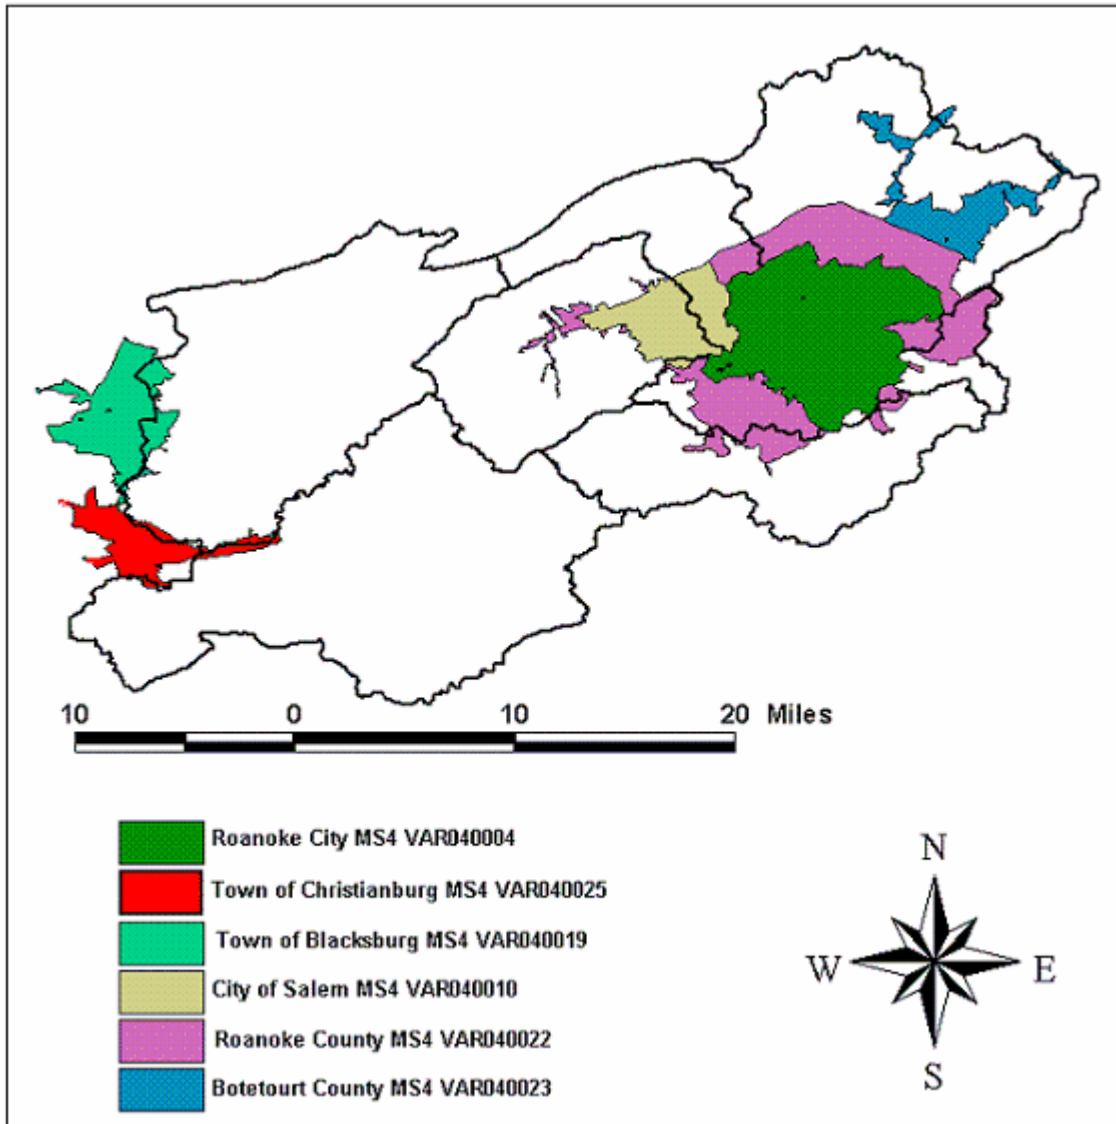 10 0 10 20 Miles
Roanoke City MS4 VAR040004
Town of Christianburg MS4 VAR040025
Town of Blacksburg MS4 VAR040019
City of Salem MS4 VAR040010
Roanoke County MS4 VAR040022
Botetourt County MS4 VAR040023
N
W E
S